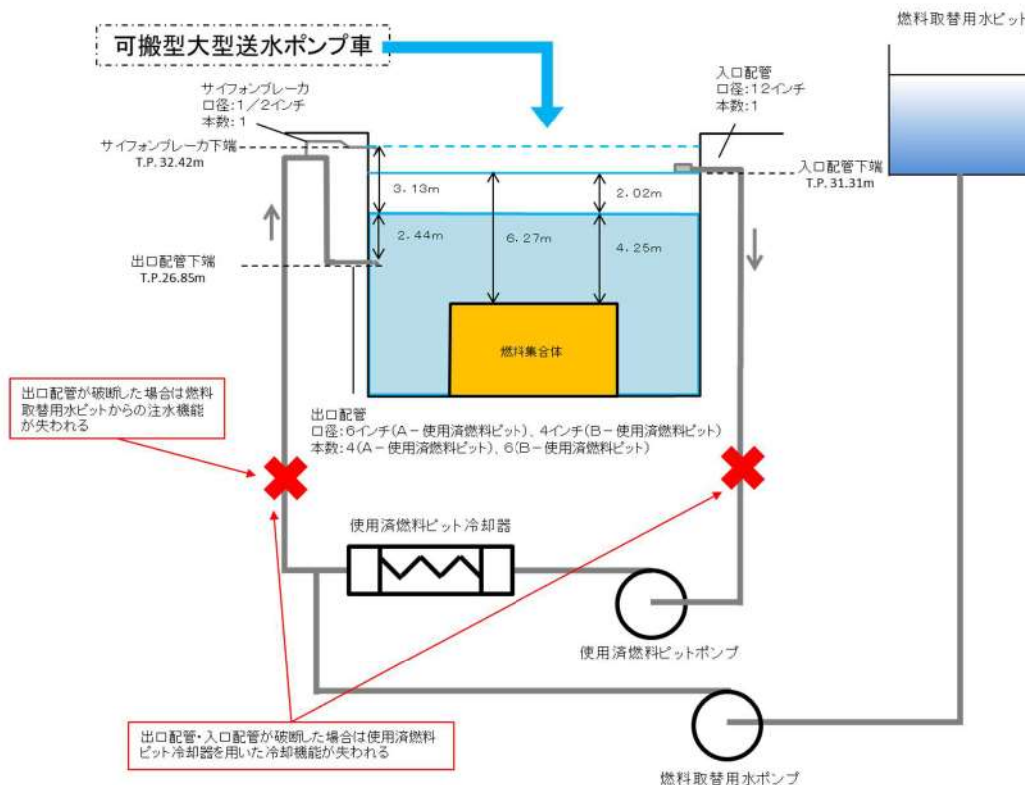 燃料取替用水ピット
可搬型大型送水ポンプ車
サイフォンブレーカ
口径:1/2インチ
本数:1
入口配管
口径:12インチ
本数:1
サイフォンブレーカ下端
T.P. 32.42m
入口配管下端
T.P. 31.31m
3.13m
2.02m
2.44m
6.27m
4.25m
出口配管下端
T.P.26.85m
燃料集合体
出口配管が破断した場合は燃料
取替用水ピットからの注水機能
が失われる
出口配管
口径:6インチ(A-使用済燃料ピット)、4インチ(B-使用済燃料ピット)
本数:4(A-使用済燃料ピット)、6(B-使用済燃料ピット)
使用済燃料ピット冷却器
使用済燃料ピットポンプ
出口配管・入口配管が破断した場合は使用済燃料
ピット冷却器を用いた冷却機能が失われる
燃料取替用水ポンプ